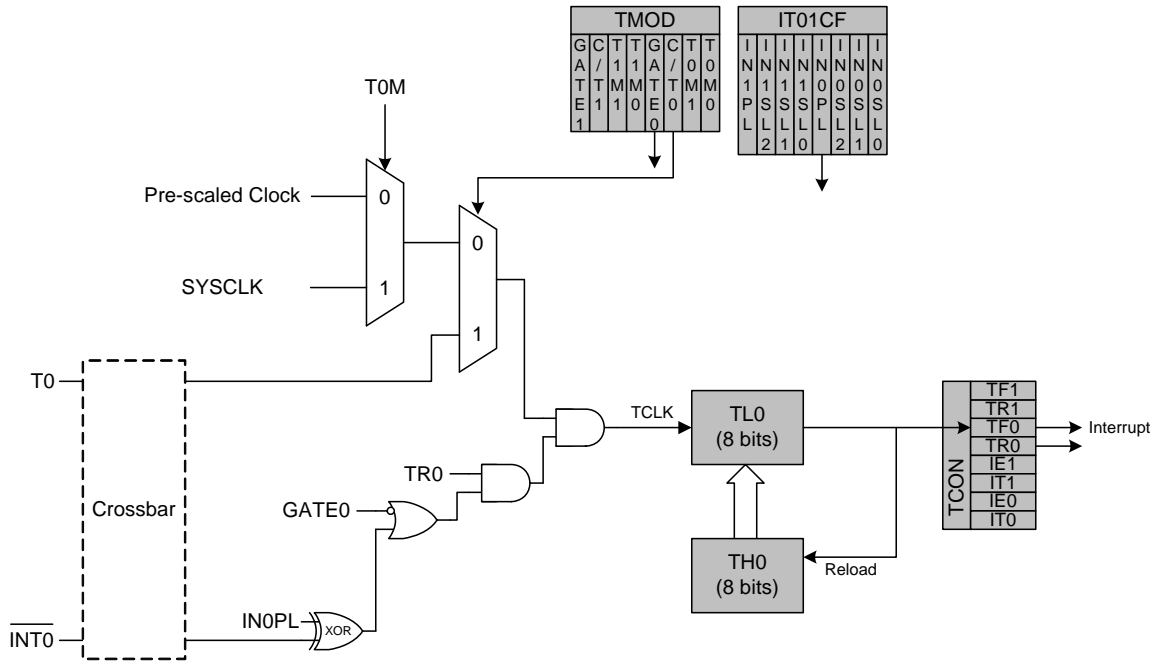 TMOD
GATE1
C/T1
T1M1
T1M0
GATE0
C/T0
T0M1
T0M0
IT01CF
IN1PL
IN1SL2
IN1SL1
IN1SL0
IN0PL
IN0SL2
IN0SL1
IN0SL0
T0M
Pre-scaled Clock
0
SYSCLK
1
0
1
T0
Crossbar
TCLK
TL0
(8 bits)
TR0
GATE0
IN0PL
XOR
INT0
TH0
(8 bits)
Reload
TCON
TF1
TR1
TF0
TR0
IE1
IT1
IE0
IT0
Interrupt